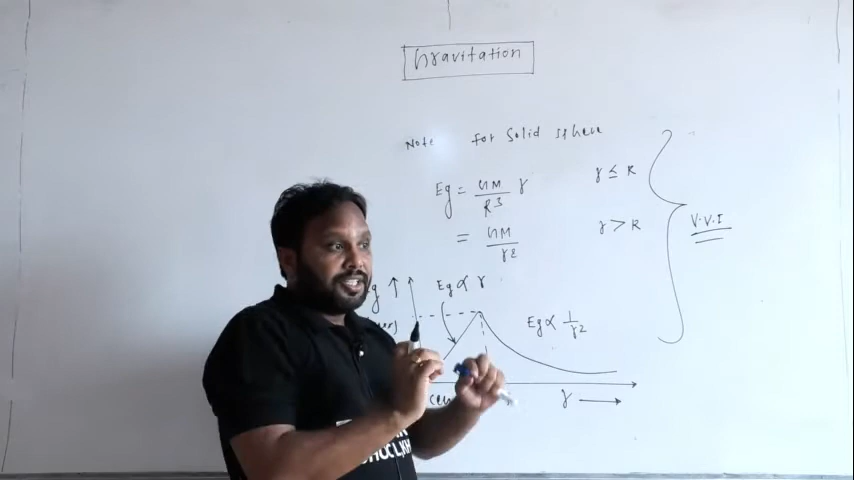 Gravitation
Note For Solid Sphere
Eg = GM/R3 r r ≤ R
= GM/r2 r > R
V.V.I
Eg ∝ r
Eg ∝ 1/r2
r